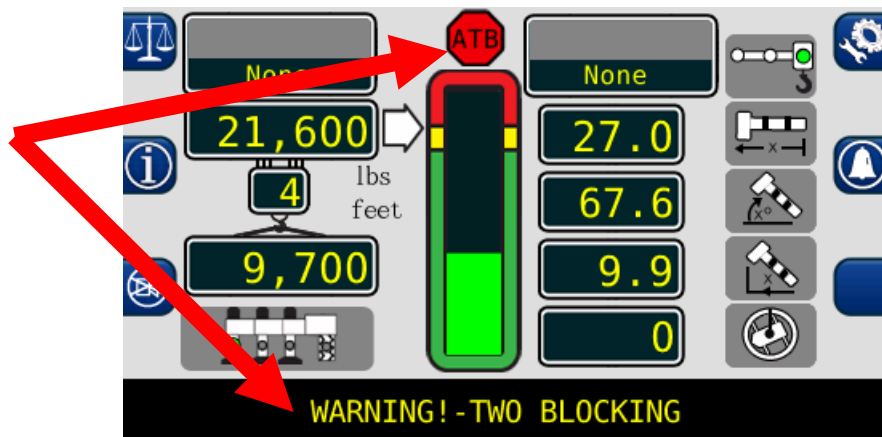 ATB
None
None
21,600
27.0
4
lbs
feet
67.6
9,700
9.9
0
x
x°
x
WARNING!-TWO BLOCKING